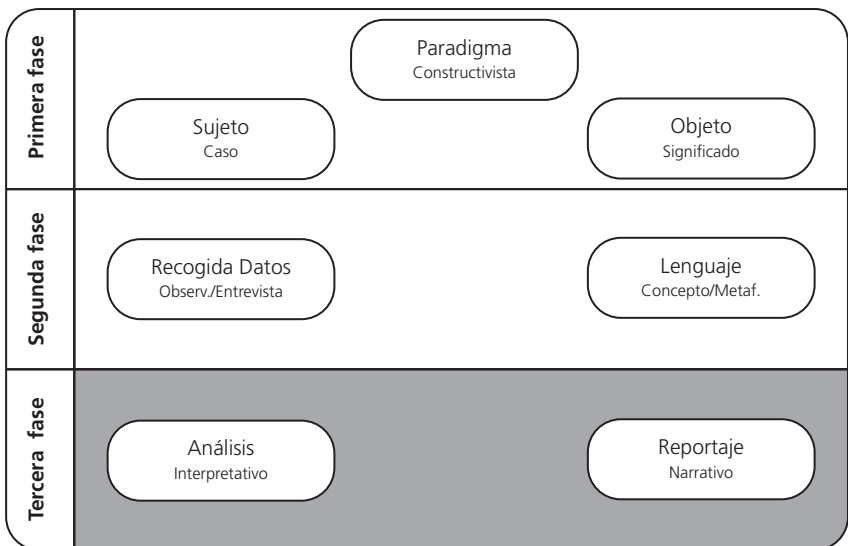 Primera fase
Paradigma
Constructivista
Sujeto
Caso
Objeto
Significado
Segunda fase
Recogida Datos
Observ./Entrevista
Lenguaje
Concepto/Metaf.
Tercera fase
Análisis
Interpretativo
Reportaje
Narrativo